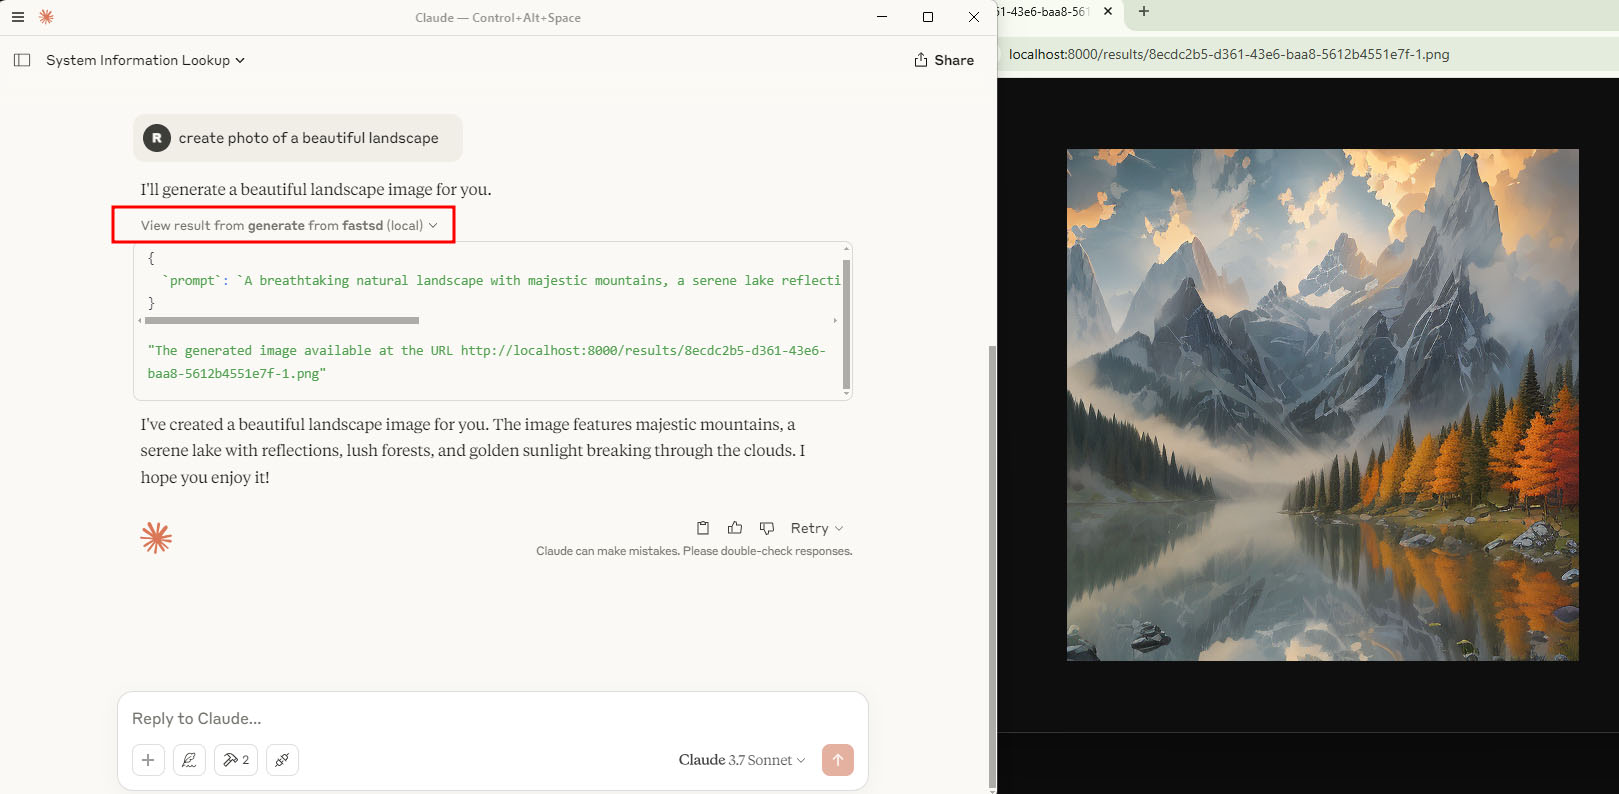 Claude — Control+Alt+Space
System Information Lookup
Share
R
create photo of a beautiful landscape
I'll generate a beautiful landscape image for you.
View result from generate from fastsd (local)
{
`prompt`: `A breathtaking natural landscape with majestic mountains, a serene lake reflecti
}
"The generated image available at the URL http://localhost:8000/results/8ecdc2b5-d361-43e6-
baa8-5612b4551e7f-1.png"
I've created a beautiful landscape image for you. The image features majestic mountains, a
serene lake with reflections, lush forests, and golden sunlight breaking through the clouds. I
hope you enjoy it!
Retry
Claude can make mistakes. Please double-check responses.
Reply to Claude...
2
Claude 3.7 Sonnet
61-43e6-baa8-561
localhost:8000/results/8ecdc2b5-d361-43e6-baa8-5612b4551e7f-1.png